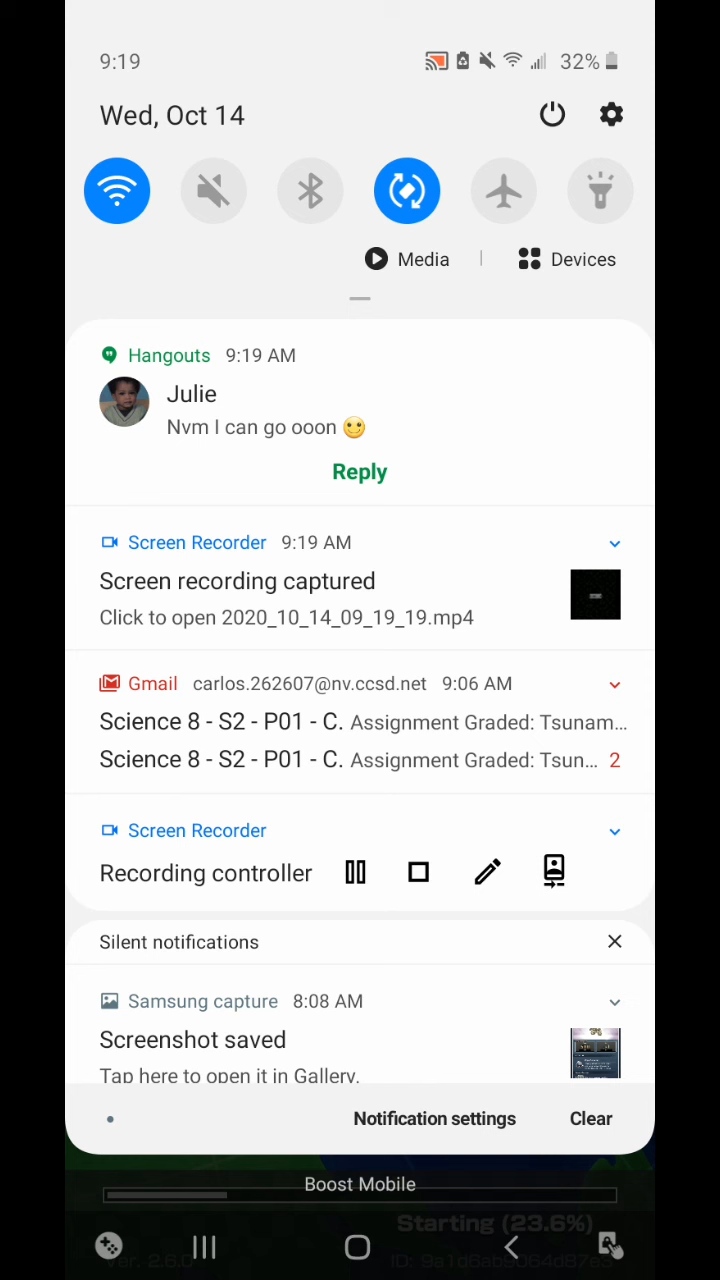 9:19
32%
Wed, Oct 14
Media | Devices
Hangouts 9:19 AM
Julie
Nvm I can go ooon 🙂
Reply
Screen Recorder 9:19 AM
Screen recording captured
Click to open 2020_10_14_09_19_19.mp4
Gmail carlos.262607@nv.ccsd.net 9:06 AM
Science 8 - S2 - P01 - C. Assignment Graded: Tsunam...
Science 8 - S2 - P01 - C. Assignment Graded: Tsun... 2
Screen Recorder
Recording controller
Silent notifications
Samsung capture 8:08 AM
Screenshot saved
Tap here to open it in Gallery.
Notification settings Clear
Boost Mobile
Starting (23.6%)
Ver. 2.6.0